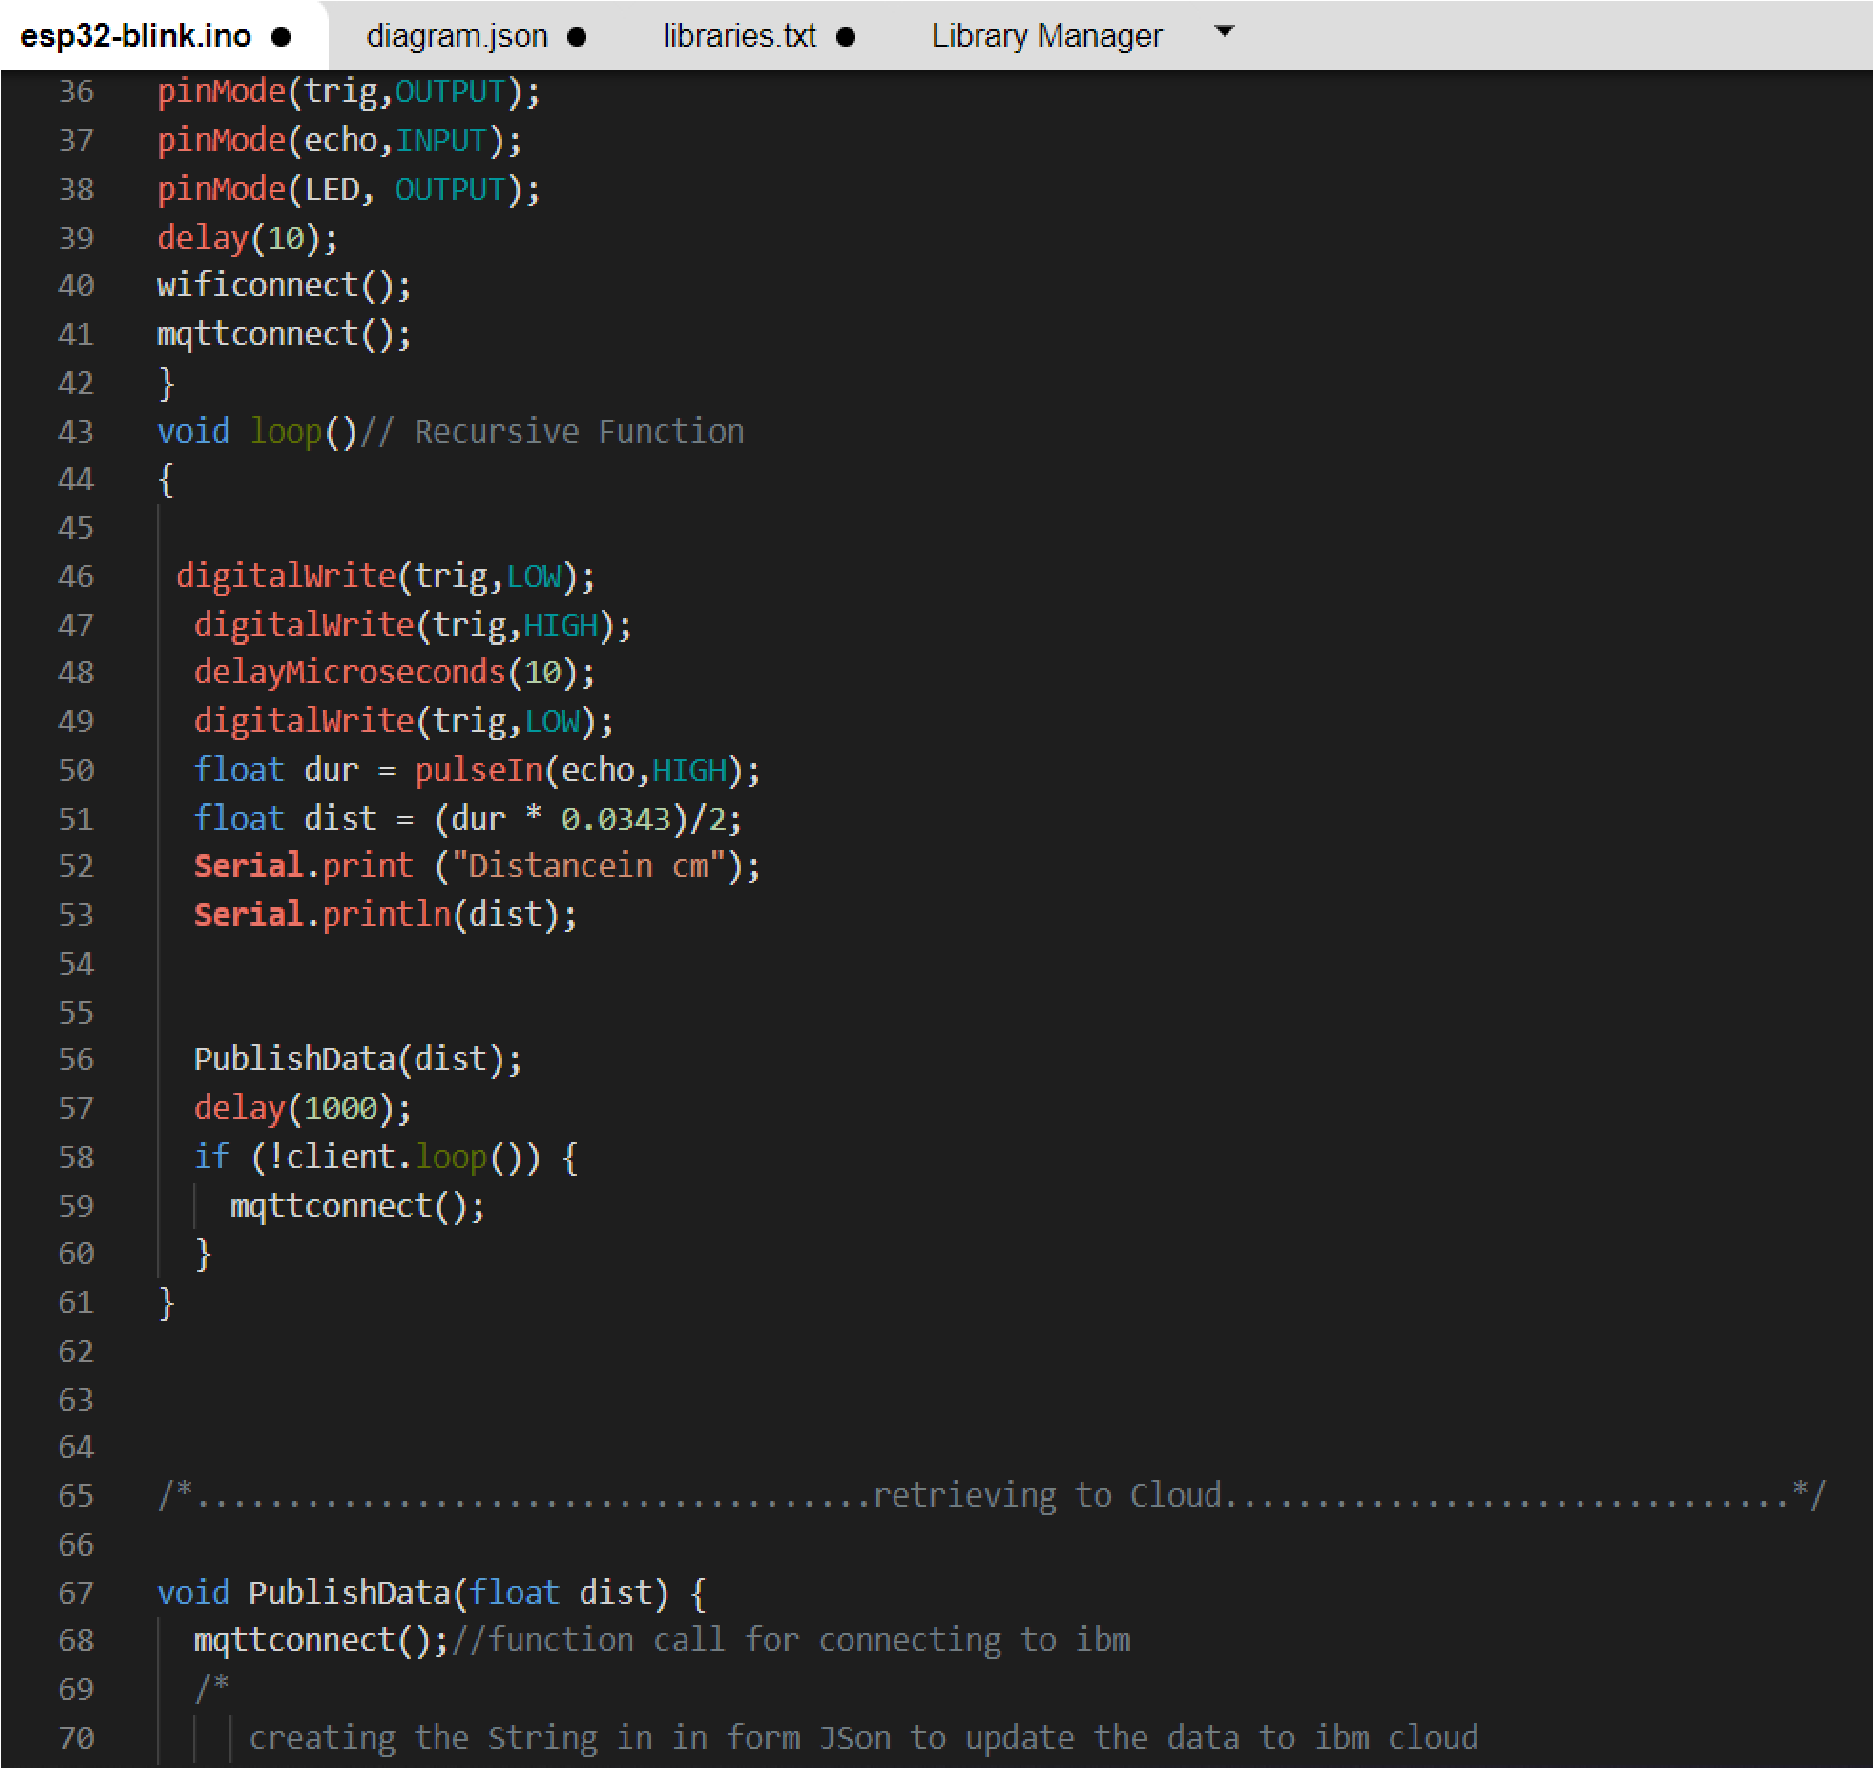 esp32-blink.ino ● diagram.json ● libraries.txt ● Library Manager
36 pinMode(trig,OUTPUT);
37 pinMode(echo,INPUT);
38 pinMode(LED, OUTPUT);
39 delay(10);
40 wificonnect();
41 mqttconnect();
42 }
43 void loop()// Recursive Function
44 {
45
46 digitalWrite(trig,LOW);
47 digitalWrite(trig,HIGH);
48 delayMicroseconds(10);
49 digitalWrite(trig,LOW);
50 float dur = pulseIn(echo,HIGH);
51 float dist = (dur * 0.0343)/2;
52 Serial.print ("Distancein cm");
53 Serial.println(dist);
54
55
56 PublishData(dist);
57 delay(1000);
58 if (!client.loop()) {
59 mqttconnect();
60 }
61 }
62
63
64
65 /*.....................................retrieving to Cloud...............................*/
66
67 void PublishData(float dist) {
68 mqttconnect();//function call for connecting to ibm
69 /*
70 creating the String in in form JSon to update the data to ibm cloud